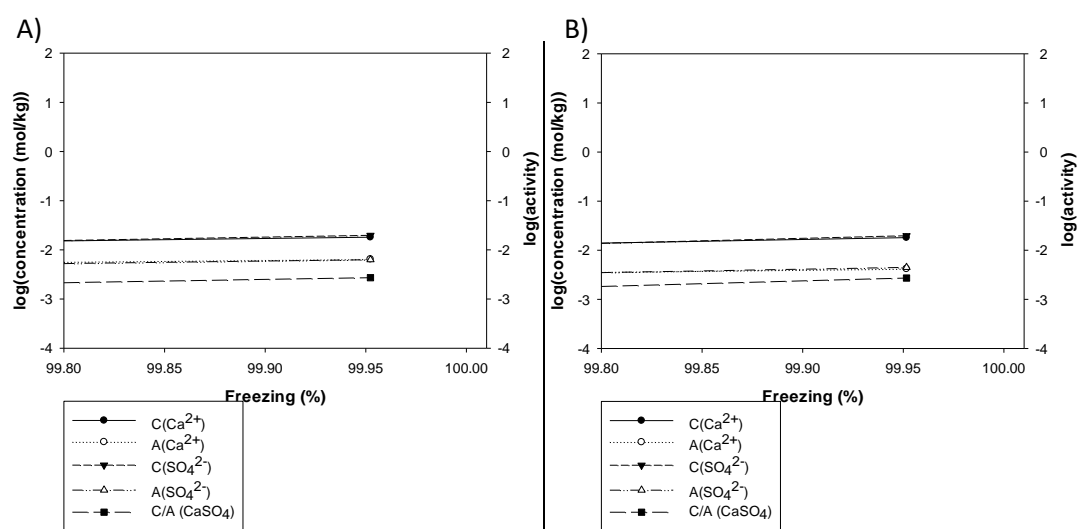 A)
2
1
0
-1
-2
-3
-4
log(concentration (mol/kg))
2
1
0
-1
-2
-3
-4
log(activity)
99.80 99.85 99.90 99.95 100.00
Freezing (%)
C(Ca2+)
A(Ca2+)
C(SO42-)
A(SO42-)
C/A (CaSO4)
B)
2
1
0
-1
-2
-3
-4
log(concentration (mol/kg))
2
1
0
-1
-2
-3
-4
log(activity)
99.80 99.85 99.90 99.95 100.00
Freezing (%)
C(Ca2+)
A(Ca2+)
C(SO42-)
A(SO42-)
C/A (CaSO4)